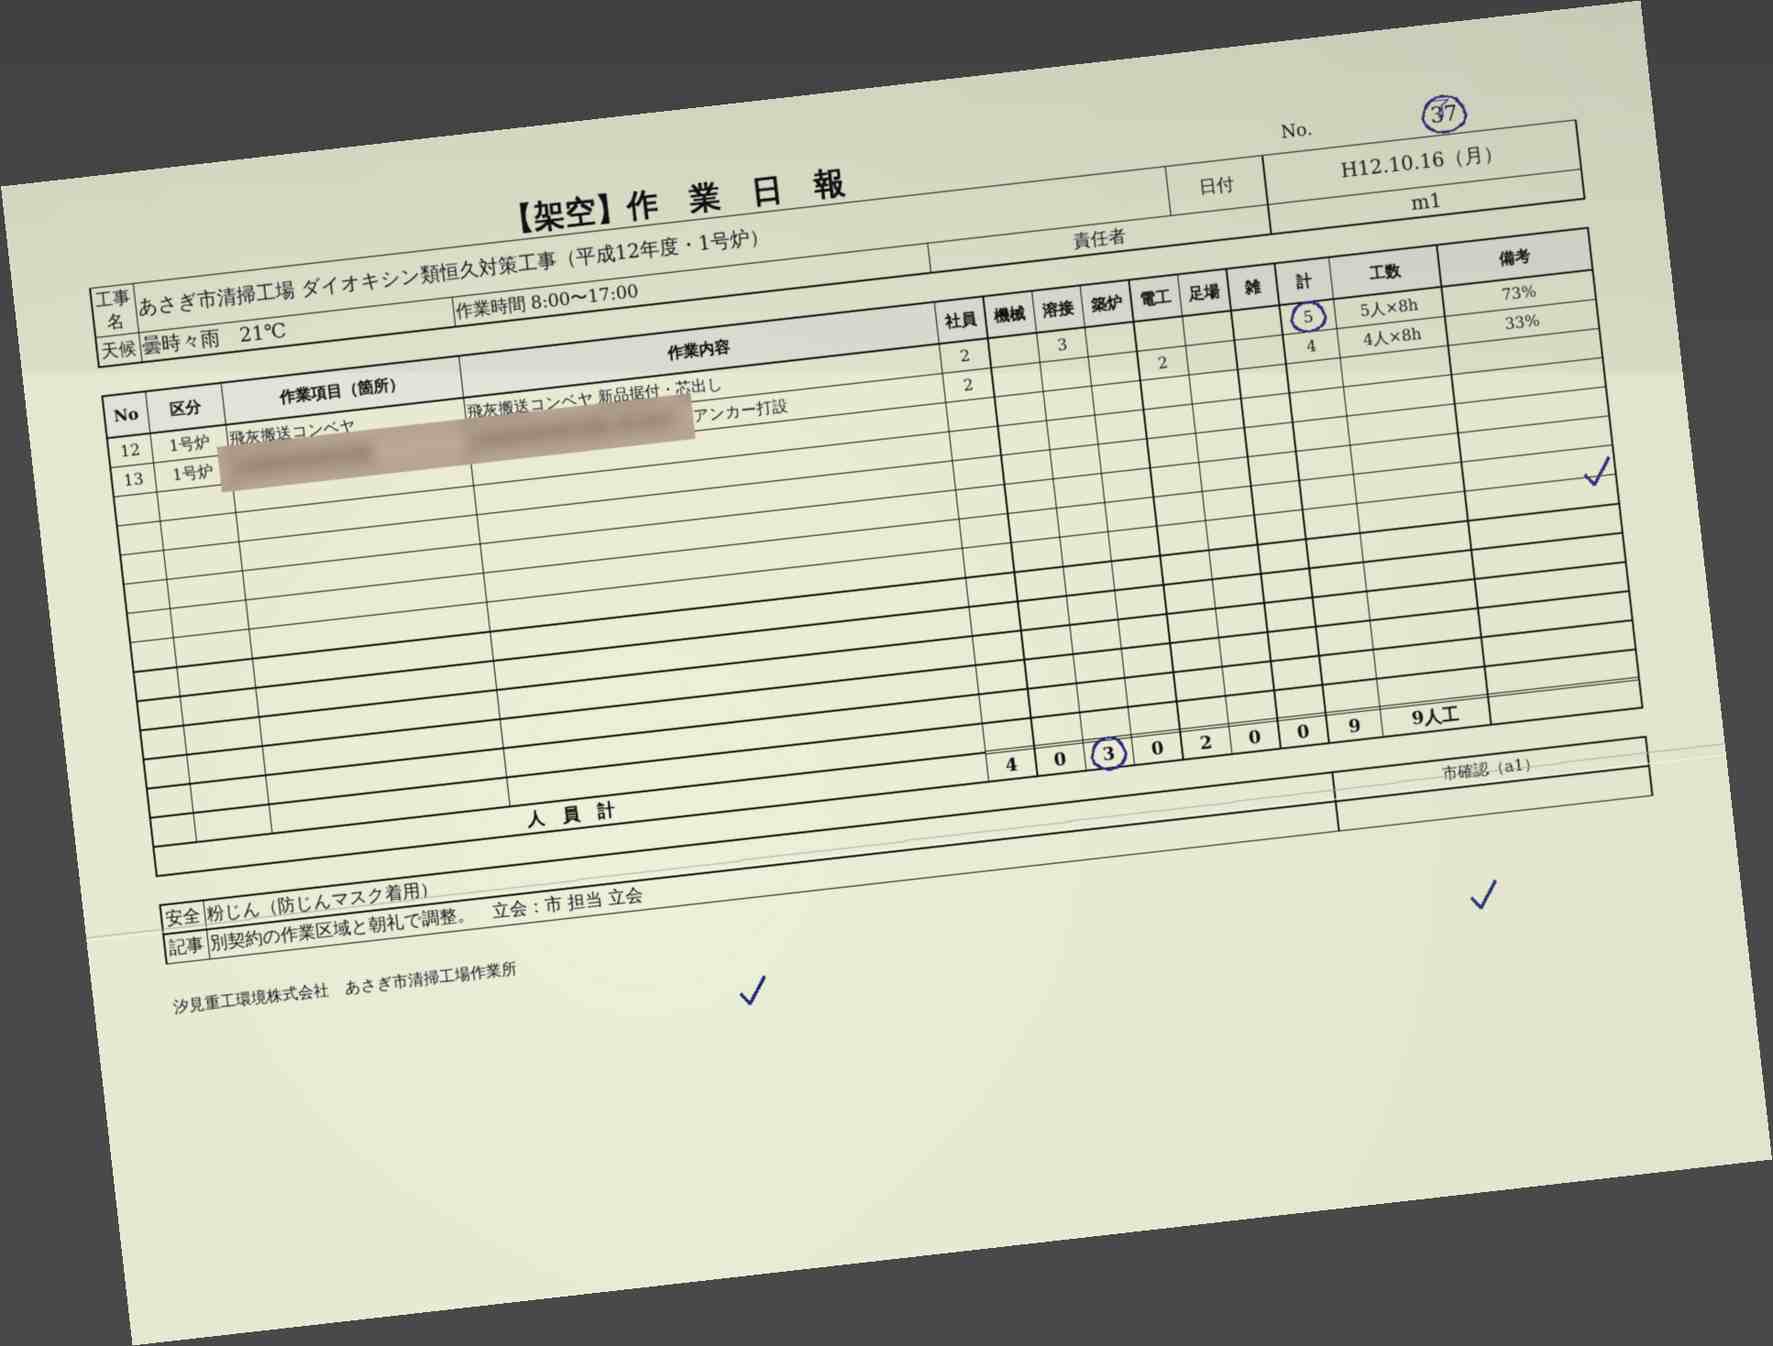 No. 37
【架空】作 業 日 報
工事名 あさぎ市清掃工場 ダイオキシン類恒久対策工事（平成12年度・1号炉） 日付 H12.10.16（月）
天候 曇時々雨 21℃ 作業時間 8:00〜17:00 責任者 m1
No 区分 作業項目（箇所） 作業内容 社員 機械 溶接 築炉 電工 足場 雑 計 工数 備考
12 1号炉 飛灰搬送コンベヤ 飛灰搬送コンベヤ 新品据付・芯出し 2 3 5 5人×8h 73%
13 1号炉 アンカー打設 2 2 4 4人×8h 33%
人 員 計 4 0 3 0 2 0 0 9 9人工
安全 粉じん（防じんマスク着用） 市確認（a1）
記事 別契約の作業区域と朝礼で調整。 立会：市 担当 立会
汐見重工環境株式会社 あさぎ市清掃工場作業所